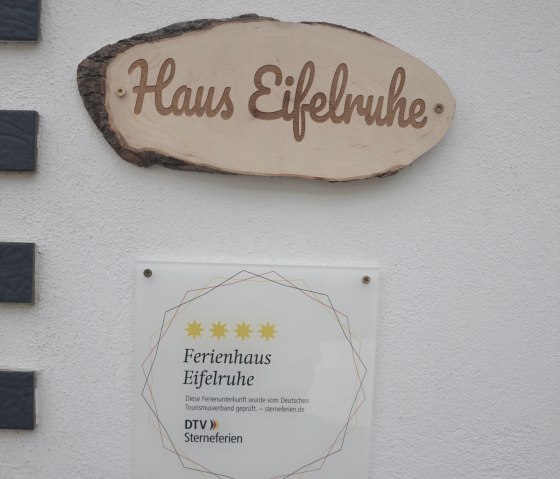 Haus Eifelruhe
Ferienhaus
Eifelruhe
Diese Ferienunterkunft wurde vom Deutschen
Tourismusverband geprüft. – sterneferien.de
DTV
Sterneferien